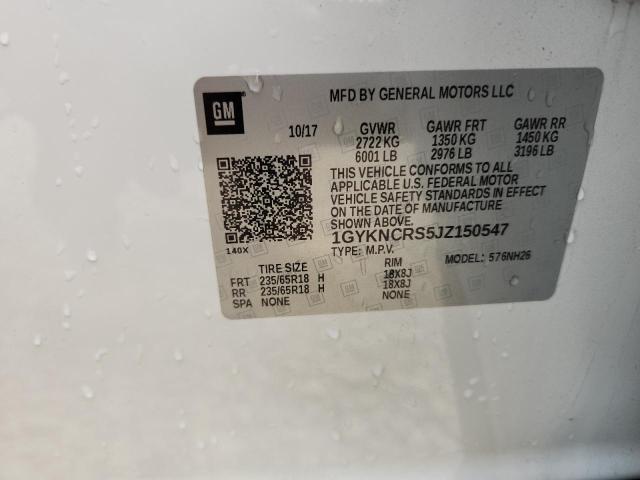 GM
MFD BY GENERAL MOTORS LLC
10/17 GVWR GAWR FRT GAWR RR
2722 KG 1350 KG 1450 KG
6001 LB 2976 LB 3196 LB
THIS VEHICLE CONFORMS TO ALL
APPLICABLE U.S. FEDERAL MOTOR
VEHICLE SAFETY STANDARDS IN EFFECT
ON THE DATE OF MANUFACTURE
SHOWN ABOVE.
1GYKNCRS5JZ150547
140X
TYPE: M.P.V. MODEL: 576NH26
TIRE SIZE RIM
FRT 235/65R18 H 18X8J
RR 235/65R18 H 18X8J
SPA NONE NONE